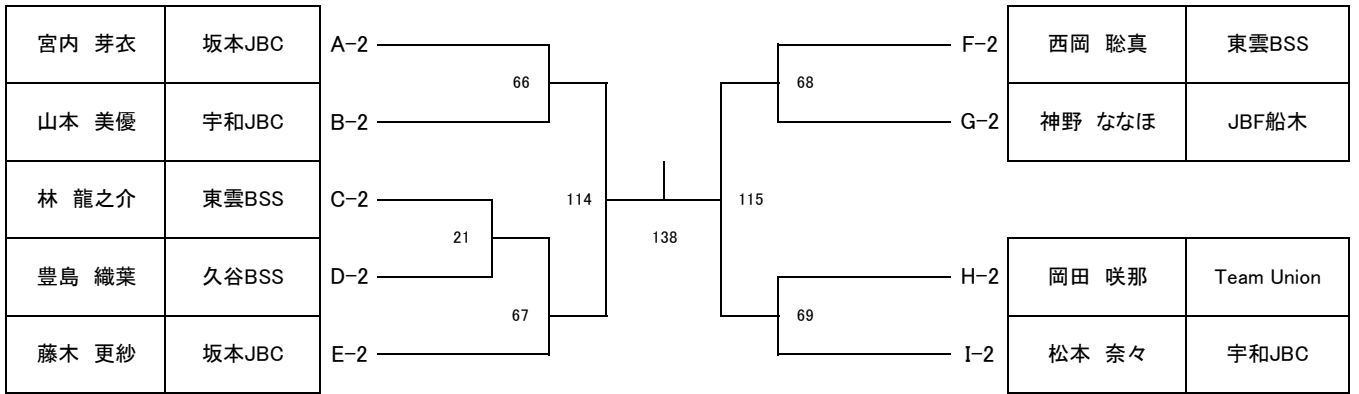 宮内　芽衣 坂本JBC A-2 F-2 西岡　聡真 東雲BSS
66 68
山本　美優 宇和JBC B-2 G-2 神野　ななほ JBF船木
林　龍之介 東雲BSS C-2 114 115
21 138
豊島　織葉 久谷BSS D-2 H-2 岡田　咲那 Team Union
67 69
藤木　更紗 坂本JBC E-2 I-2 松本　奈々 宇和JBC